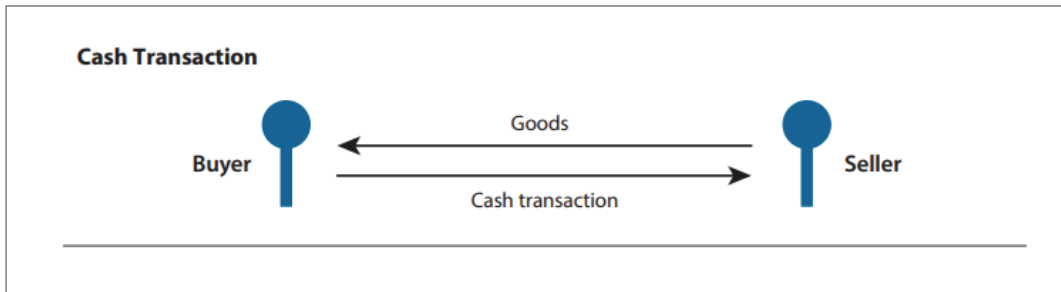 Cash Transaction
Goods
Buyer
Seller
Cash transaction